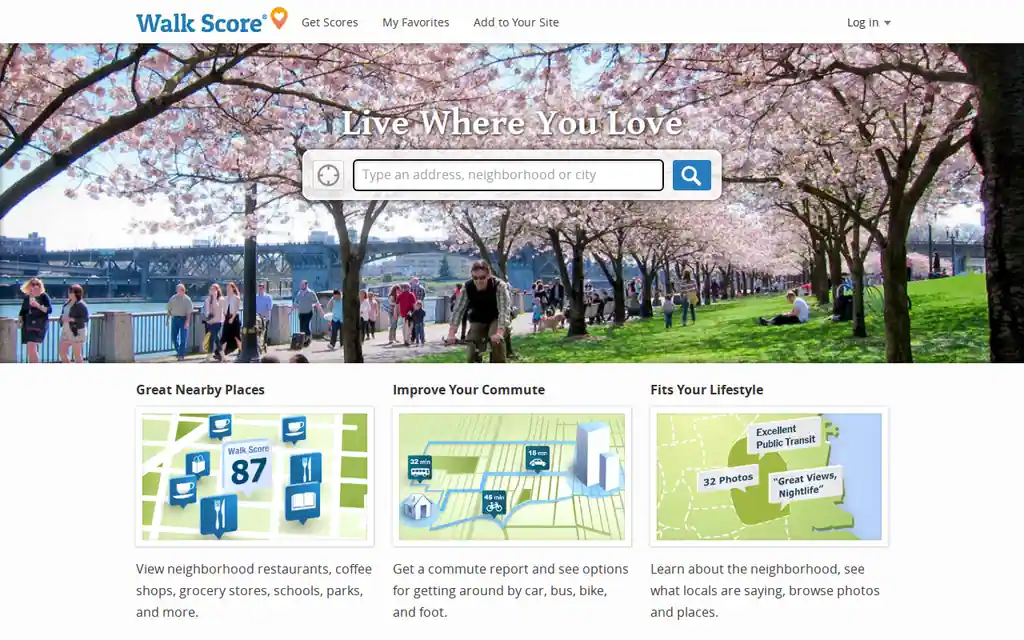 Walk Score®
Get Scores
My Favorites
Add to Your Site
Log in
Live Where You Love
Type an address, neighborhood or city
Great Nearby Places
Improve Your Commute
Fits Your Lifestyle
Walk Score
87
32 min
18 min
45 min
Excellent
Public Transit
32 Photos
“Great Views,
Nightlife”
View neighborhood restaurants, coffee
shops, grocery stores, schools, parks,
and more.
Get a commute report and see options
for getting around by car, bus, bike,
and foot.
Learn about the neighborhood, see
what locals are saying, browse photos
and places.